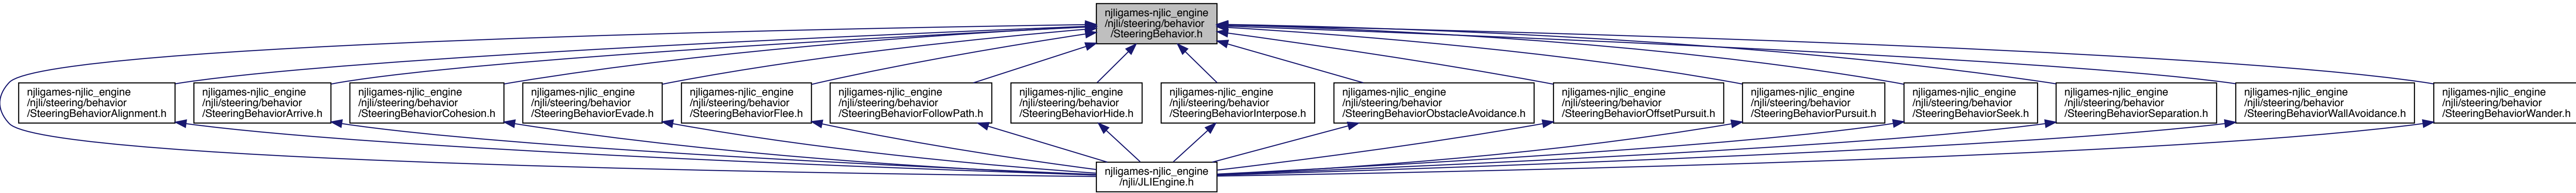 njligames-njlic_engine
/njli/steering/behavior
/SteeringBehavior.h
njligames-njlic_engine
/njli/steering/behavior
/SteeringBehaviorAlignment.h
njligames-njlic_engine
/njli/steering/behavior
/SteeringBehaviorArrive.h
njligames-njlic_engine
/njli/steering/behavior
/SteeringBehaviorCohesion.h
njligames-njlic_engine
/njli/steering/behavior
/SteeringBehaviorEvade.h
njligames-njlic_engine
/njli/steering/behavior
/SteeringBehaviorFlee.h
njligames-njlic_engine
/njli/steering/behavior
/SteeringBehaviorFollowPath.h
njligames-njlic_engine
/njli/steering/behavior
/SteeringBehaviorHide.h
njligames-njlic_engine
/njli/steering/behavior
/SteeringBehaviorInterpose.h
njligames-njlic_engine
/njli/steering/behavior
/SteeringBehaviorObstacleAvoidance.h
njligames-njlic_engine
/njli/steering/behavior
/SteeringBehaviorOffsetPursuit.h
njligames-njlic_engine
/njli/steering/behavior
/SteeringBehaviorPursuit.h
njligames-njlic_engine
/njli/steering/behavior
/SteeringBehaviorSeek.h
njligames-njlic_engine
/njli/steering/behavior
/SteeringBehaviorSeparation.h
njligames-njlic_engine
/njli/steering/behavior
/SteeringBehaviorWallAvoidance.h
njligames-njlic_engine
/njli/steering/behavior
/SteeringBehaviorWander.h
njligames-njlic_engine
/njli/JLIEngine.h